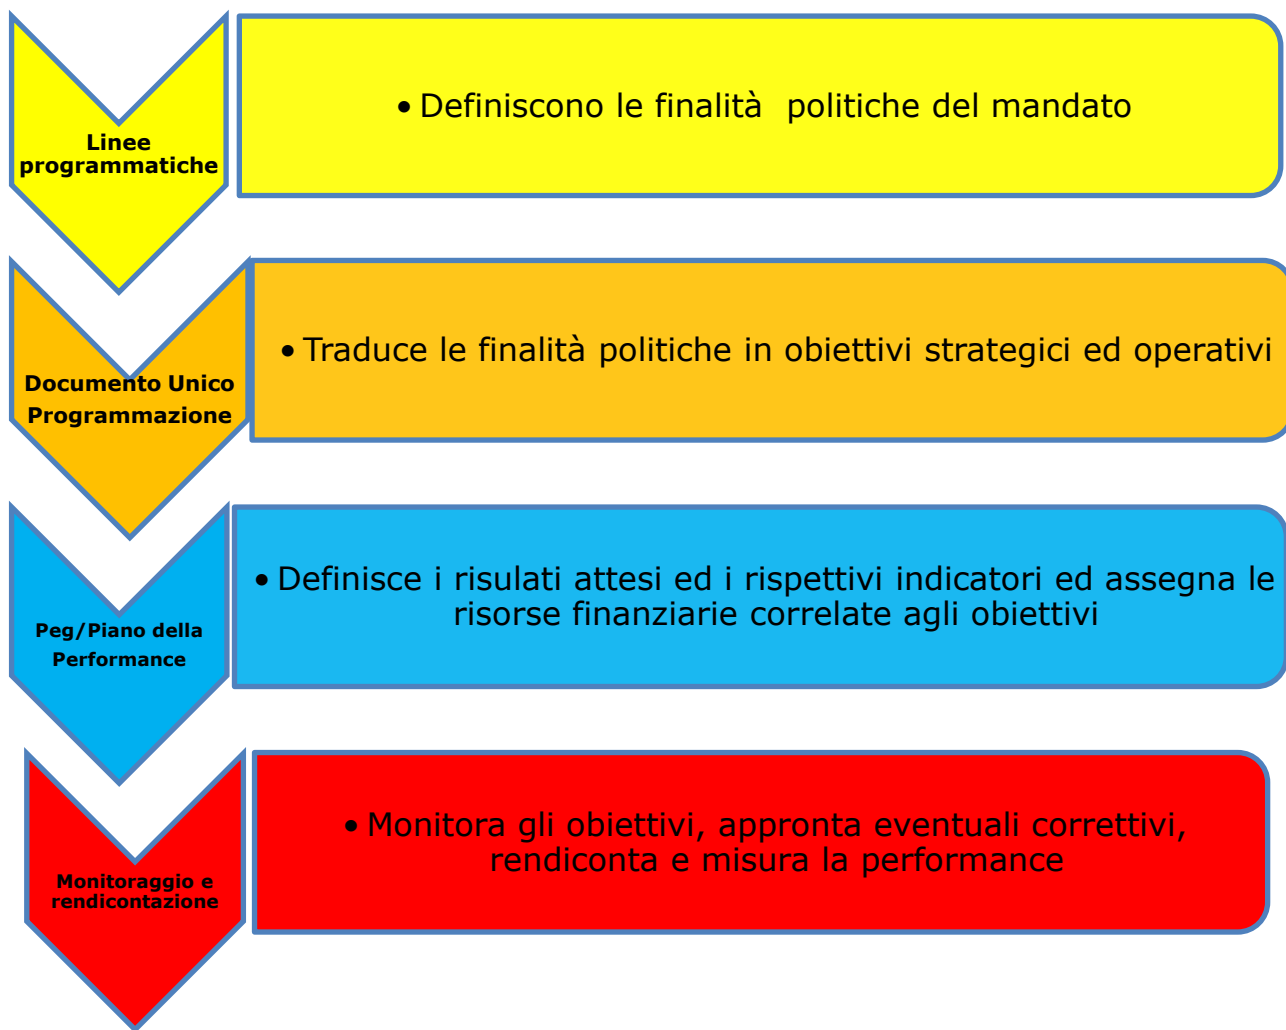 Linee
programmatiche
• Definiscono le finalità  politiche del mandato
Documento Unico
Programmazione
• Traduce le finalità politiche in obiettivi strategici ed operativi
Peg/Piano della
Performance
• Definisce i risulati attesi ed i rispettivi indicatori ed assegna le
risorse finanziarie correlate agli obiettivi
Monitoraggio e
rendicontazione
• Monitora gli obiettivi, appronta eventuali correttivi,
rendiconta e misura la performance